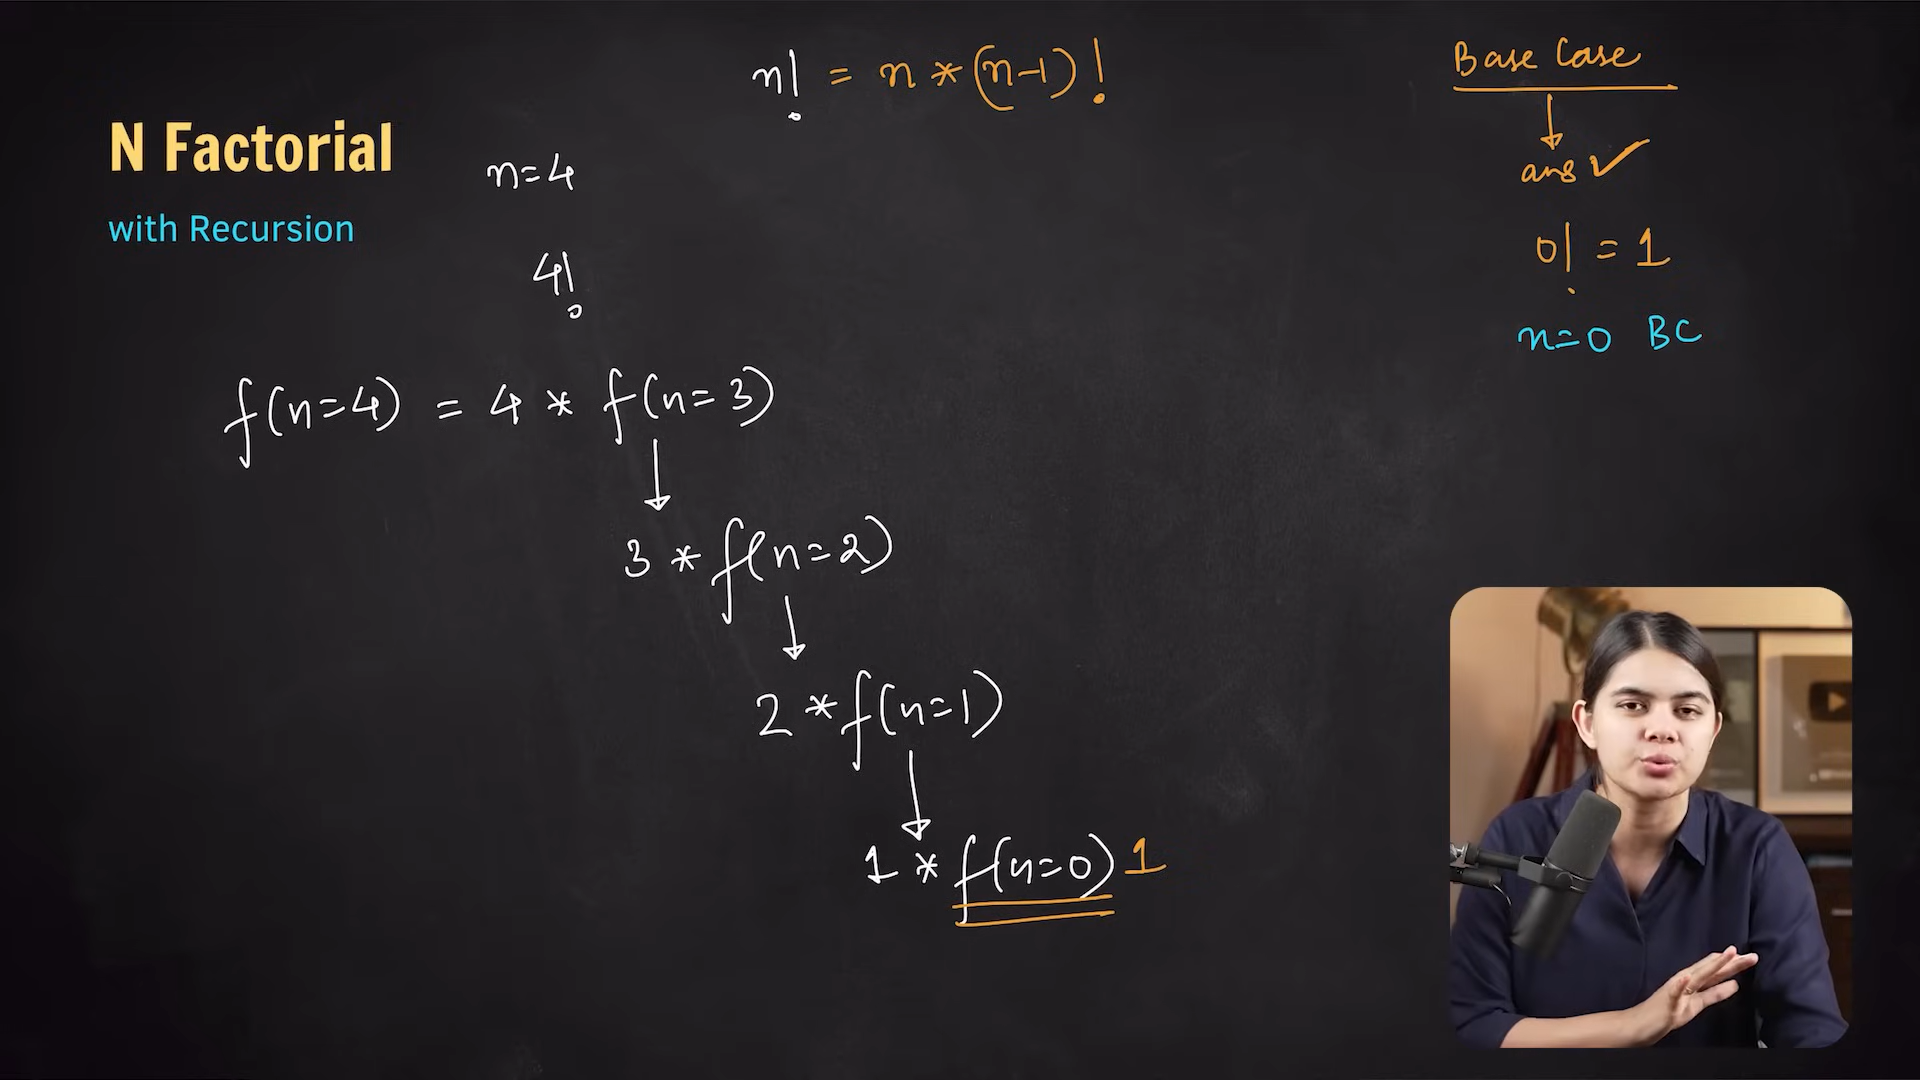 n! = n * (n-1)!
N Factorial
with Recursion
n=4
4!
f(n=4) = 4 * f(n=3)
3 * f(n=2)
2 * f(n=1)
1 * f(n=0) 1
Base Case
ans ✓
0! = 1
n=0 BC